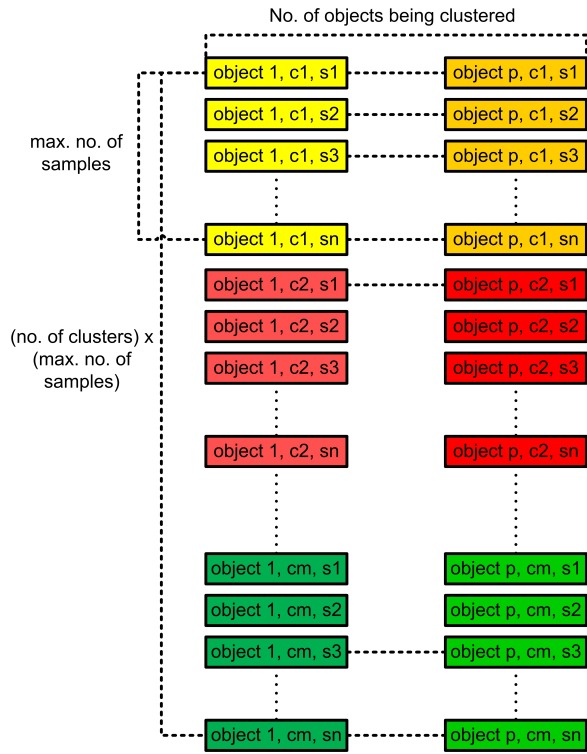 No. of objects being clustered
object 1, c1, s1
object p, c1, s1
object 1, c1, s2
object p, c1, s2
max. no. of
samples
object 1, c1, s3
object p, c1, s3
object 1, c1, sn
object p, c1, sn
object 1, c2, s1
object p, c2, s1
object 1, c2, s2
object p, c2, s2
(no. of clusters) x
(max. no. of
samples)
object 1, c2, s3
object p, c2, s3
object 1, c2, sn
object p, c2, sn
object 1, cm, s1
object p, cm, s1
object 1, cm, s2
object p, cm, s2
object 1, cm, s3
object p, cm, s3
object 1, cm, sn
object p, cm, sn